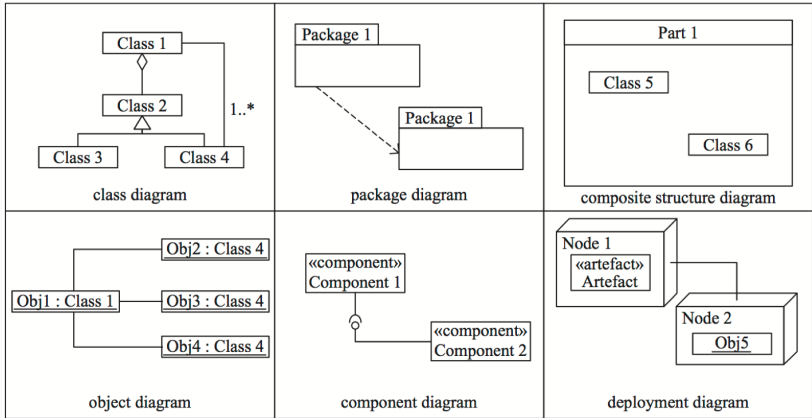 Class 1
Class 2
1..*
Class 3
Class 4
class diagram
Package 1
Package 1
package diagram
Part 1
Class 5
Class 6
composite structure diagram
Obj2 : Class 4
Obj1 : Class 1
Obj3 : Class 4
Obj4 : Class 4
object diagram
«component»
Component 1
«component»
Component 2
component diagram
Node 1
«artefact»
Artefact
Node 2
Obj5
deployment diagram